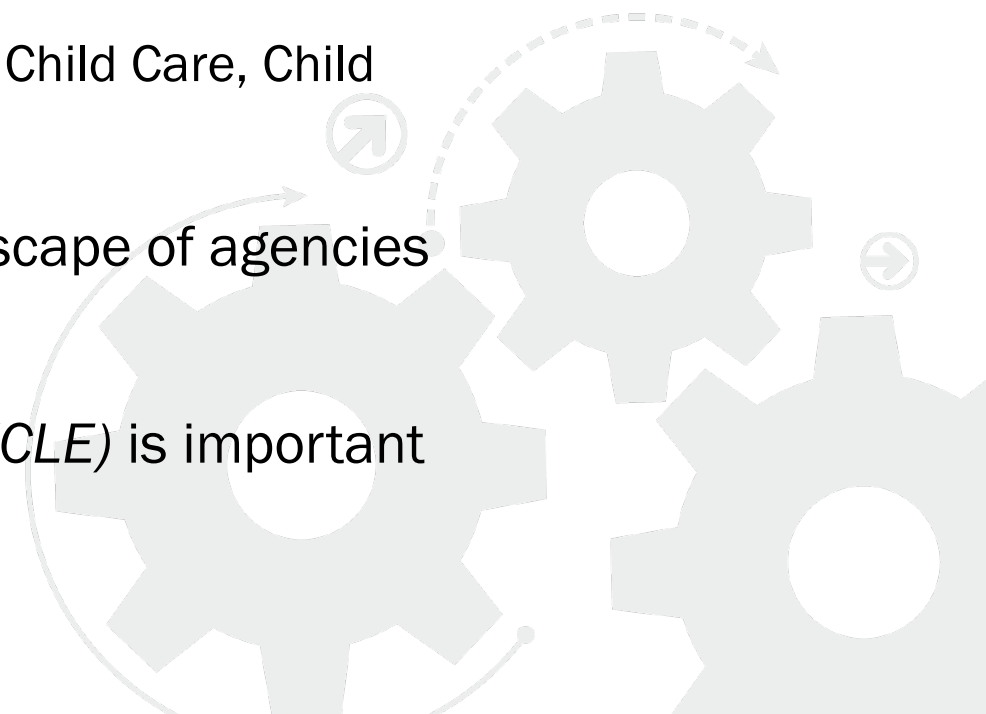 Child Care, Child
scape of agencies
CLE) is important